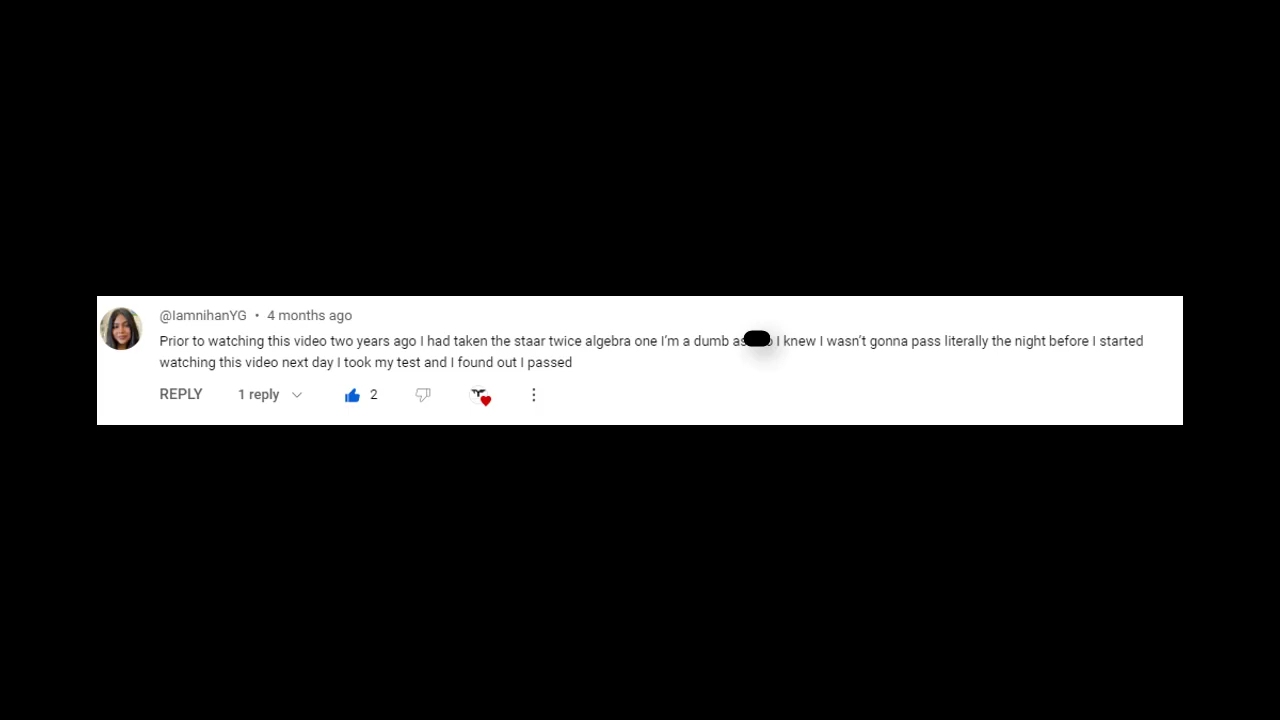 @IamnihanYG • 4 months ago
Prior to watching this video two years ago I had taken the staar twice algebra one I'm a dumb as I knew I wasn't gonna pass literally the night before I started
watching this video next day I took my test and I found out I passed
REPLY 1 reply 2